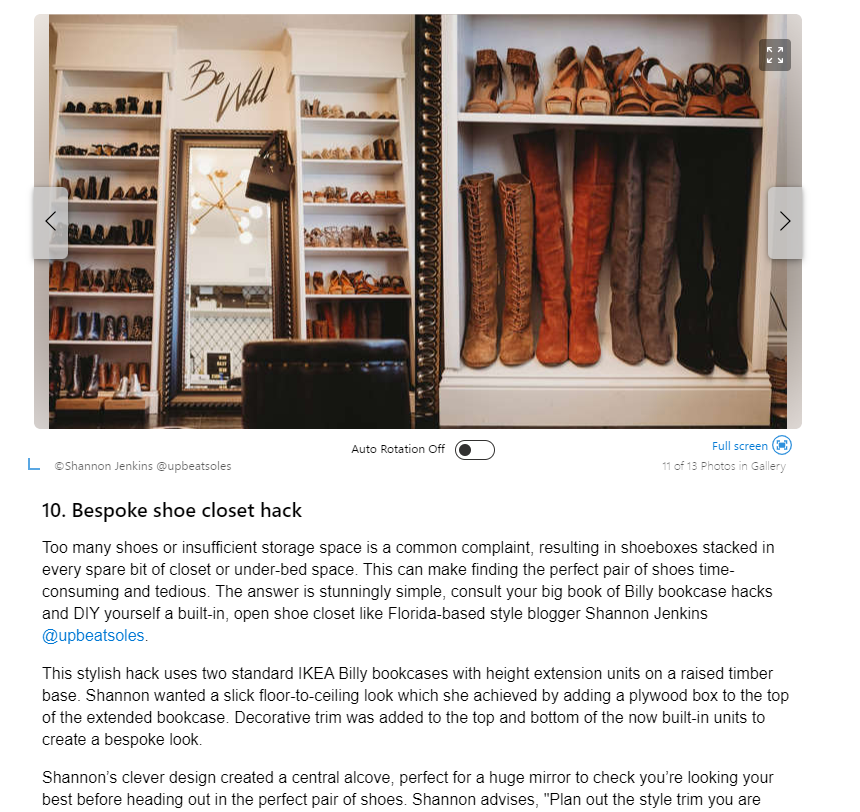 Be
Wild
Auto Rotation Off
Full screen
©Shannon Jenkins @upbeatsoles
11 of 13 Photos in Gallery
10. Bespoke shoe closet hack
Too many shoes or insufficient storage space is a common complaint, resulting in shoeboxes stacked in
every spare bit of closet or under-bed space. This can make finding the perfect pair of shoes time-
consuming and tedious. The answer is stunningly simple, consult your big book of Billy bookcase hacks
and DIY yourself a built-in, open shoe closet like Florida-based style blogger Shannon Jenkins
@upbeatsoles.
This stylish hack uses two standard IKEA Billy bookcases with height extension units on a raised timber
base. Shannon wanted a slick floor-to-ceiling look which she achieved by adding a plywood box to the top
of the extended bookcase. Decorative trim was added to the top and bottom of the now built-in units to
create a bespoke look.
Shannon’s clever design created a central alcove, perfect for a huge mirror to check you’re looking your
best before heading out in the perfect pair of shoes. Shannon advises, "Plan out the style trim you are